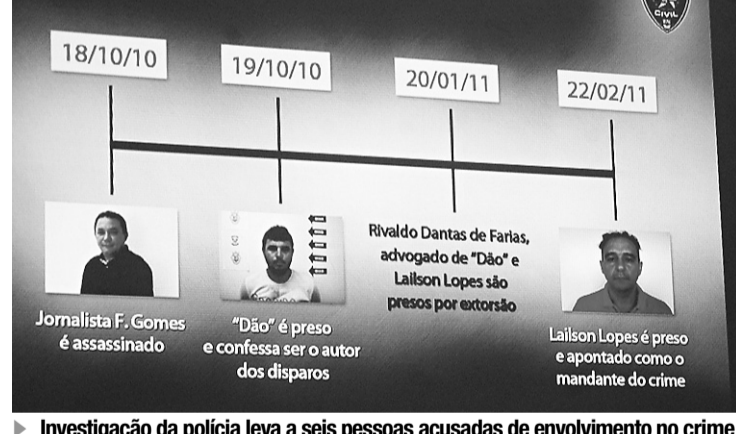 CIVIL
18/10/10
19/10/10
20/01/11
22/02/11
Jornalista F. Gomes
é assassinado
"Dão" é preso
e confessa ser o autor
dos disparos
Rivaldo Dantas de Farias,
advogado de "Dão" e
Lailson Lopes são
presos por extorsão
Lailson Lopes é preso
e apontado como o
mandante do crime
Investigação da polícia leva a seis pessoas acusadas de envolvimento no crime